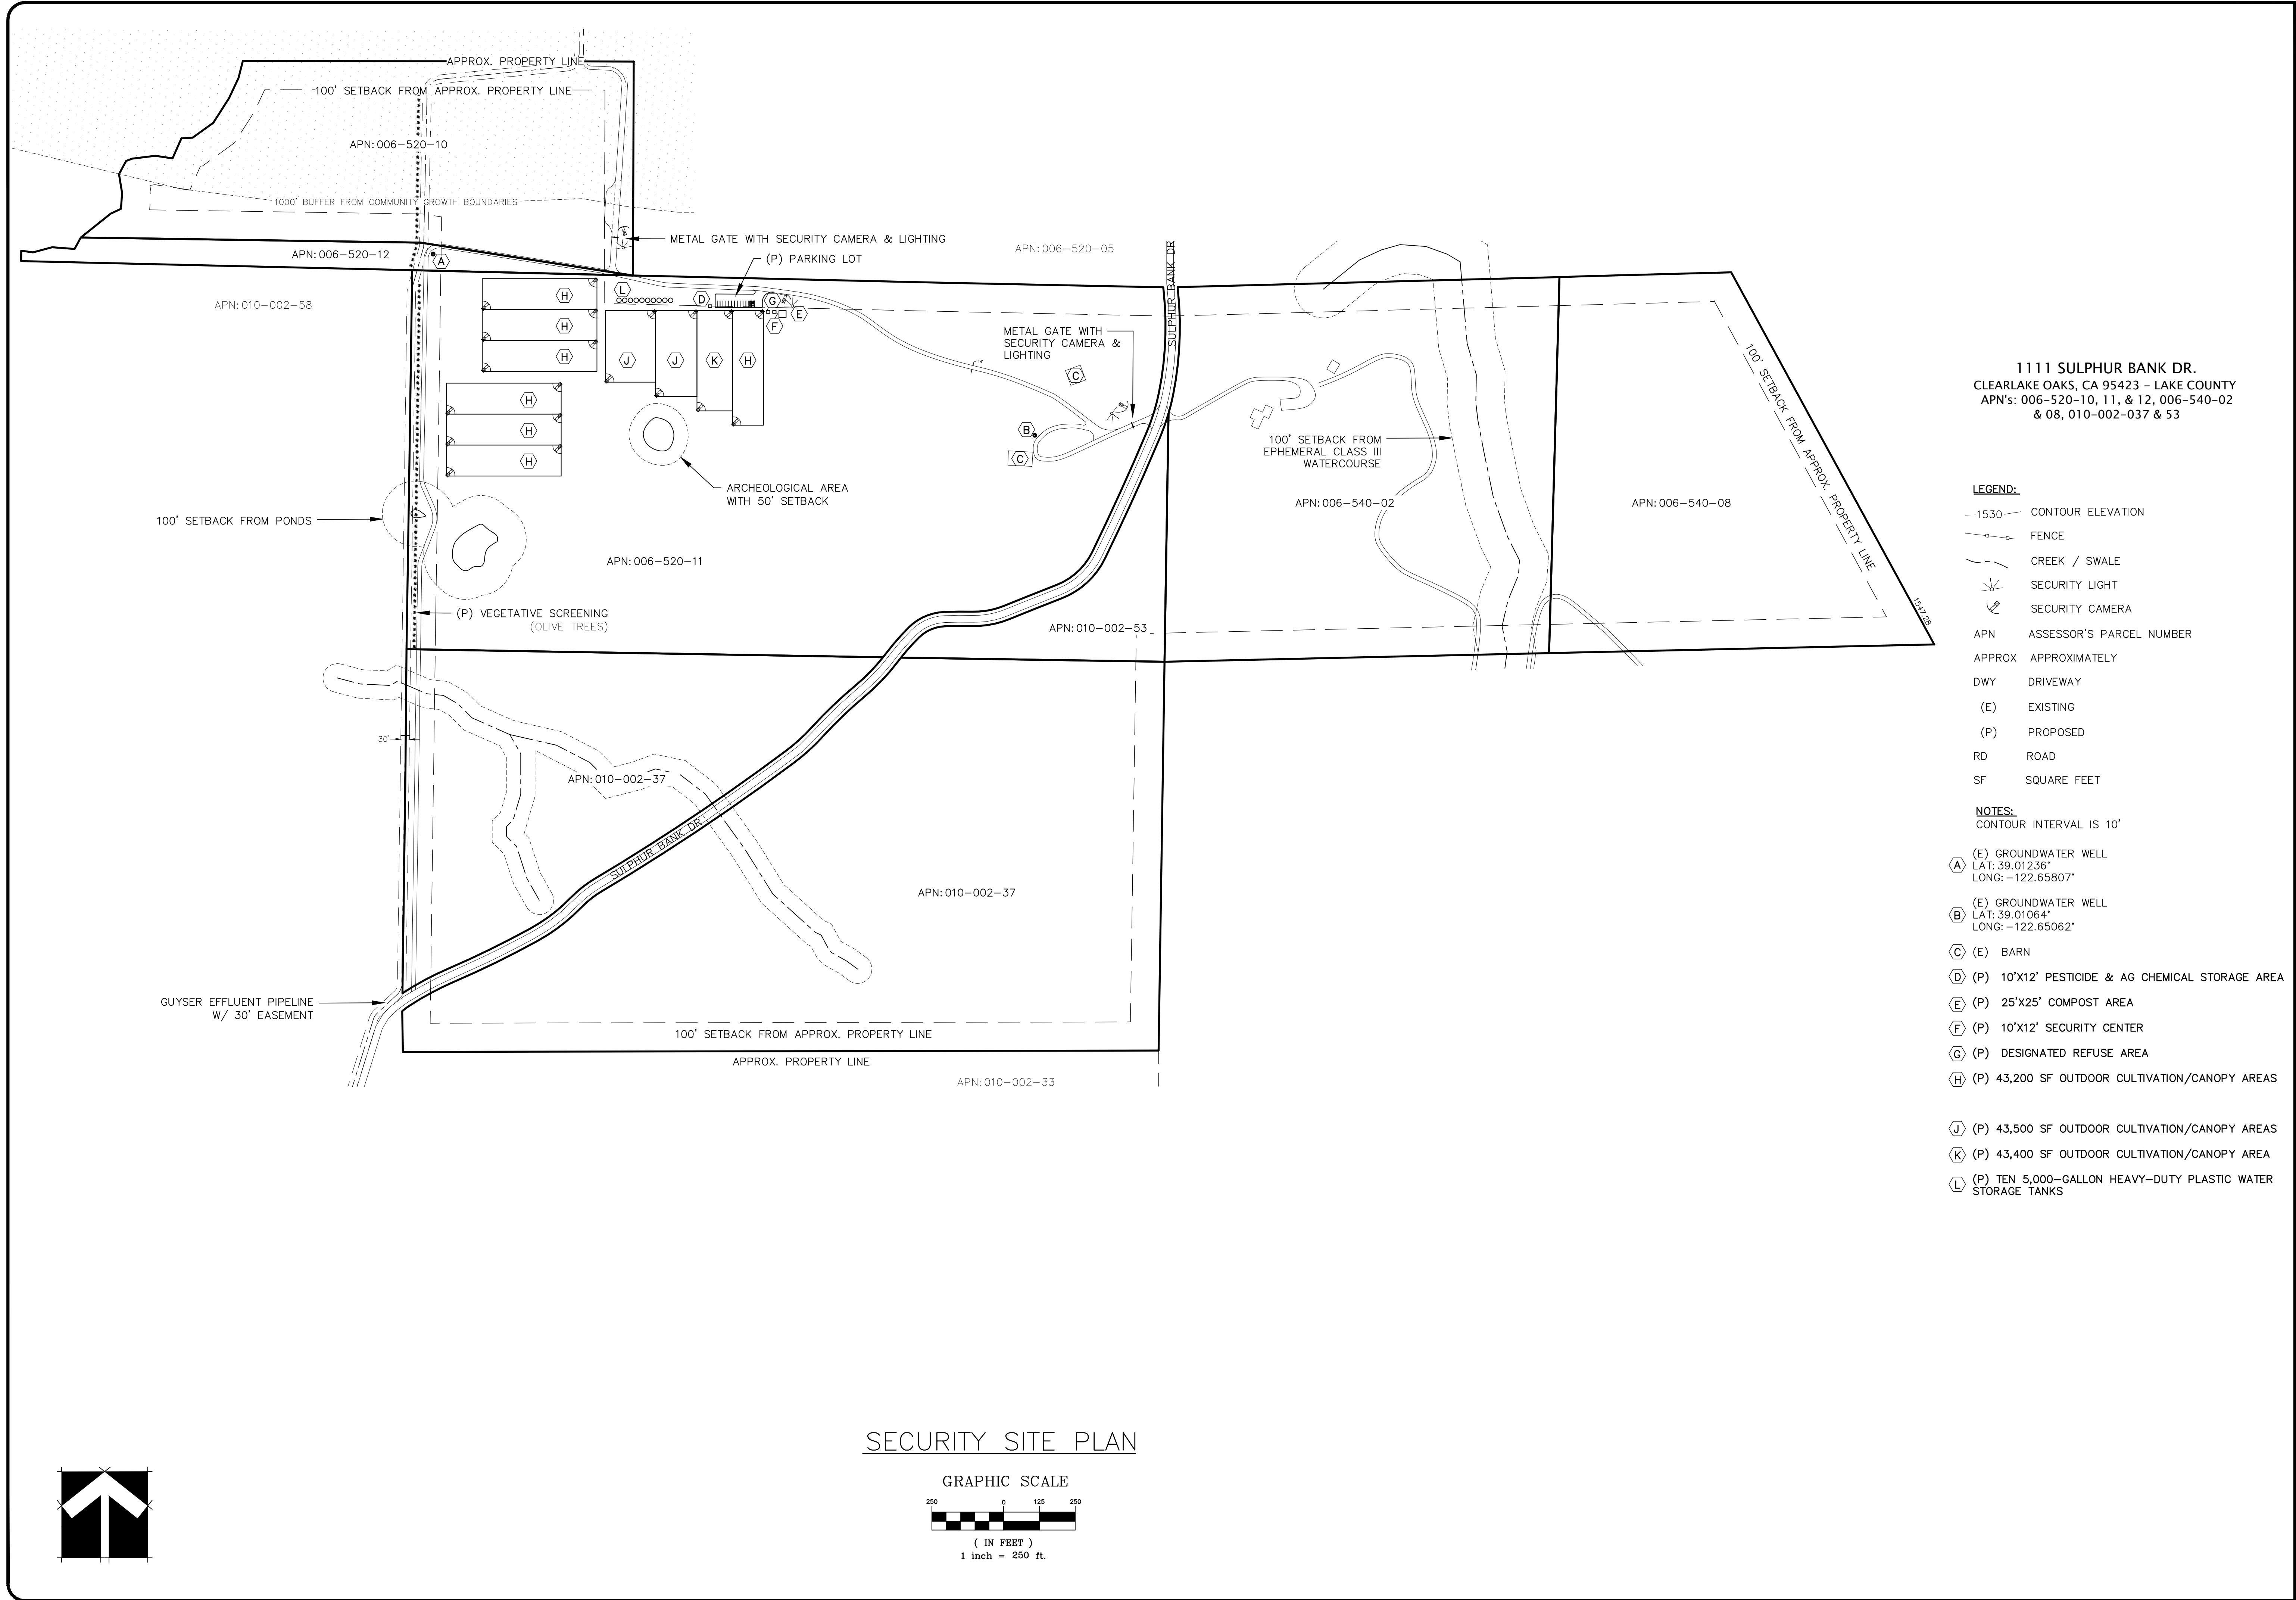 APPROX. PROPERTY LINE
100' SETBACK FROM APPROX. PROPERTY LINE
APN: 006-520-10
1000' BUFFER FROM COMMUNITY GROWTH BOUNDARIES
METAL GATE WITH SECURITY CAMERA & LIGHTING
(P) PARKING LOT
APN: 006-520-05
SULPHUR BANK DR
APN: 006-520-12
A
APN: 010-002-58
H
H
H
L
D
G
E
F
J
J
K
H
H
H
H
METAL GATE WITH
SECURITY CAMERA &
LIGHTING
C
B
C
SULPHUR BANK DR
100' SETBACK FROM
EPHEMERAL CLASS III
WATERCOURSE
100' SETBACK FROM APPROX. PROPERTY LINE
APN: 006-540-02
APN: 006-540-08
1547.28
ARCHEOLOGICAL AREA
WITH 50' SETBACK
100' SETBACK FROM PONDS
APN: 006-520-11
(P) VEGETATIVE SCREENING
(OLIVE TREES)
APN: 010-002-53
30'
APN: 010-002-37
SULPHUR BANK DR
APN: 010-002-37
GUYSER EFFLUENT PIPELINE
W/ 30' EASEMENT
100' SETBACK FROM APPROX. PROPERTY LINE
APPROX. PROPERTY LINE
APN: 010-002-33
1111 SULPHUR BANK DR.
CLEARLAKE OAKS, CA 95423 - LAKE COUNTY
APN's: 006-520-10, 11, & 12, 006-540-02
& 08, 010-002-037 & 53
LEGEND:
1530 CONTOUR ELEVATION
FENCE
CREEK / SWALE
SECURITY LIGHT
SECURITY CAMERA
APN ASSESSOR'S PARCEL NUMBER
APPROX APPROXIMATELY
DWY DRIVEWAY
(E) EXISTING
(P) PROPOSED
RD ROAD
SF SQUARE FEET
NOTES:
CONTOUR INTERVAL IS 10'
A (E) GROUNDWATER WELL
LAT: 39.01236°
LONG: -122.65807°
B (E) GROUNDWATER WELL
LAT: 39.01064°
LONG: -122.65062°
C (E) BARN
D (P) 10'X12' PESTICIDE & AG CHEMICAL STORAGE AREA
E (P) 25'X25' COMPOST AREA
F (P) 10'X12' SECURITY CENTER
G (P) DESIGNATED REFUSE AREA
H (P) 43,200 SF OUTDOOR CULTIVATION/CANOPY AREAS
J (P) 43,500 SF OUTDOOR CULTIVATION/CANOPY AREAS
K (P) 43,400 SF OUTDOOR CULTIVATION/CANOPY AREA
L (P) TEN 5,000-GALLON HEAVY-DUTY PLASTIC WATER
STORAGE TANKS
SECURITY SITE PLAN
GRAPHIC SCALE
250 0 125 250
( IN FEET )
1 inch = 250 ft.